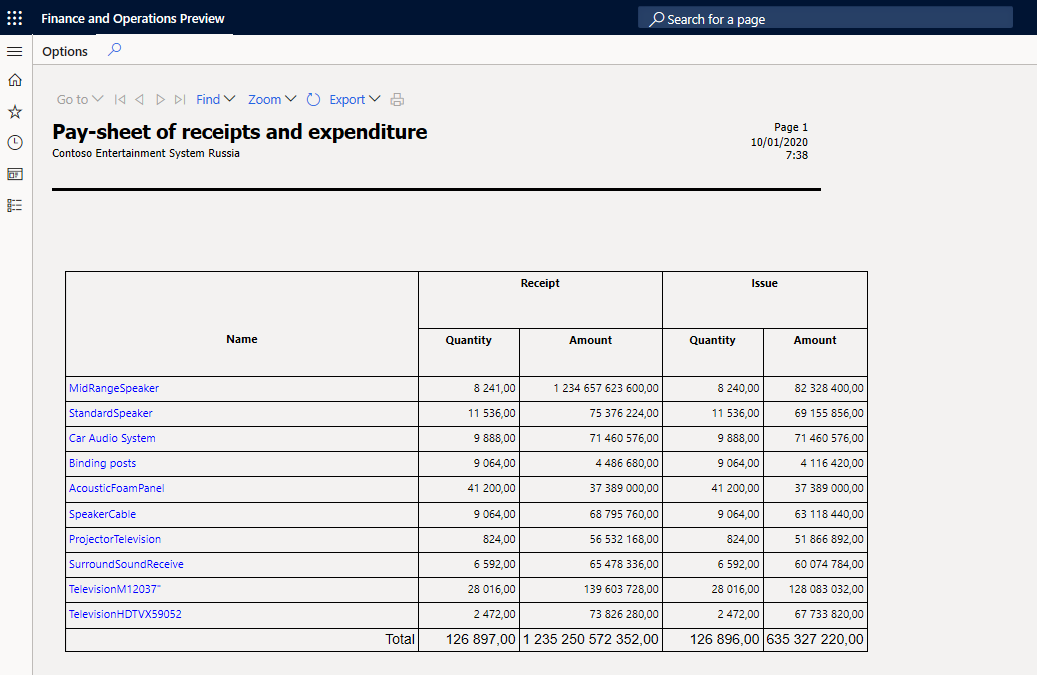 Finance and Operations Preview Search for a page
Options
Go to Find Zoom Export
Pay-sheet of receipts and expenditure
Page 1
Contoso Entertainment System Russia
10/01/2020
7:38
Receipt Issue
Name Quantity Amount Quantity Amount
MidRangeSpeaker 8 241,00 1 234 657 623 600,00 8 240,00 82 328 400,00
StandardSpeaker 11 536,00 75 376 224,00 11 536,00 69 155 856,00
Car Audio System 9 888,00 71 460 576,00 9 888,00 71 460 576,00
Binding posts 9 064,00 4 486 680,00 9 064,00 4 116 420,00
AcousticFoamPanel 41 200,00 37 389 000,00 41 200,00 37 389 000,00
SpeakerCable 9 064,00 68 795 760,00 9 064,00 63 118 440,00
ProjectorTelevision 824,00 56 532 168,00 824,00 51 866 892,00
SurroundSoundReceive 6 592,00 65 478 336,00 6 592,00 60 074 784,00
TelevisionM12037" 28 016,00 139 603 728,00 28 016,00 128 083 032,00
TelevisionHDTVX59052 2 472,00 73 826 280,00 2 472,00 67 733 820,00
Total 126 897,00 1 235 250 572 352,00 126 896,00 635 327 220,00